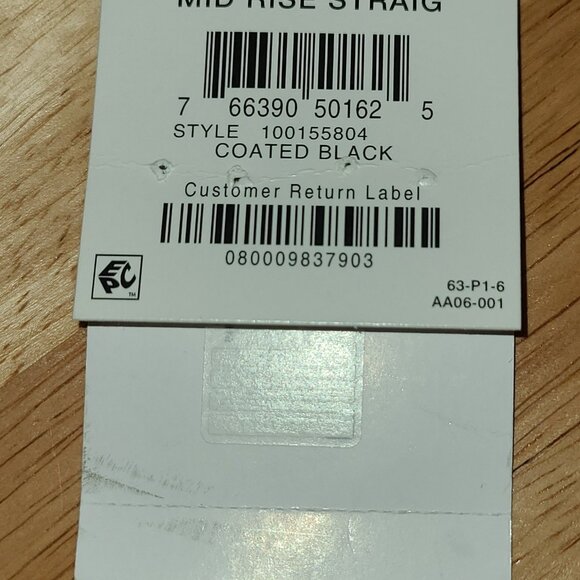 MID RISE STRAIG
7 66390 50162 5
STYLE 100155804
COATED BLACK
Customer Return Label
080009837903
EPC
TM
63-P1-6
AA06-001